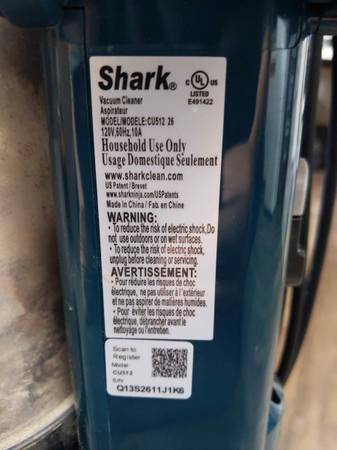 Shark®
C UL US
LISTED
E491422
Vacuum Cleaner
Aspirateur
MODEL/MODELE:CU512 26
120V,60Hz,10A
Household Use Only
Usage Domestique Seulement
www.sharkclean.com
US Patent / Brevet
www.sharkninja.com/USPatents
Made In China / Fab. en Chine
WARNING:
• To reduce the risk of electric shock,Do
not use outdoors or on wet surfaces.
• To reduce the risk of electric shock,
unplug before cleaning or servicing.
AVERTISSEMENT:
• Pour réduire les risques de choc
électrique, ne pas utiliser à l'extérieur
et ne pas aspirer de matières humides.
• Pour éviter les risques de choc
électrique, débrancher avant le
nettoyage ou l'entretien.
Scan to
Register
Model:
CU512
S/N:
Q13S2611J1K6